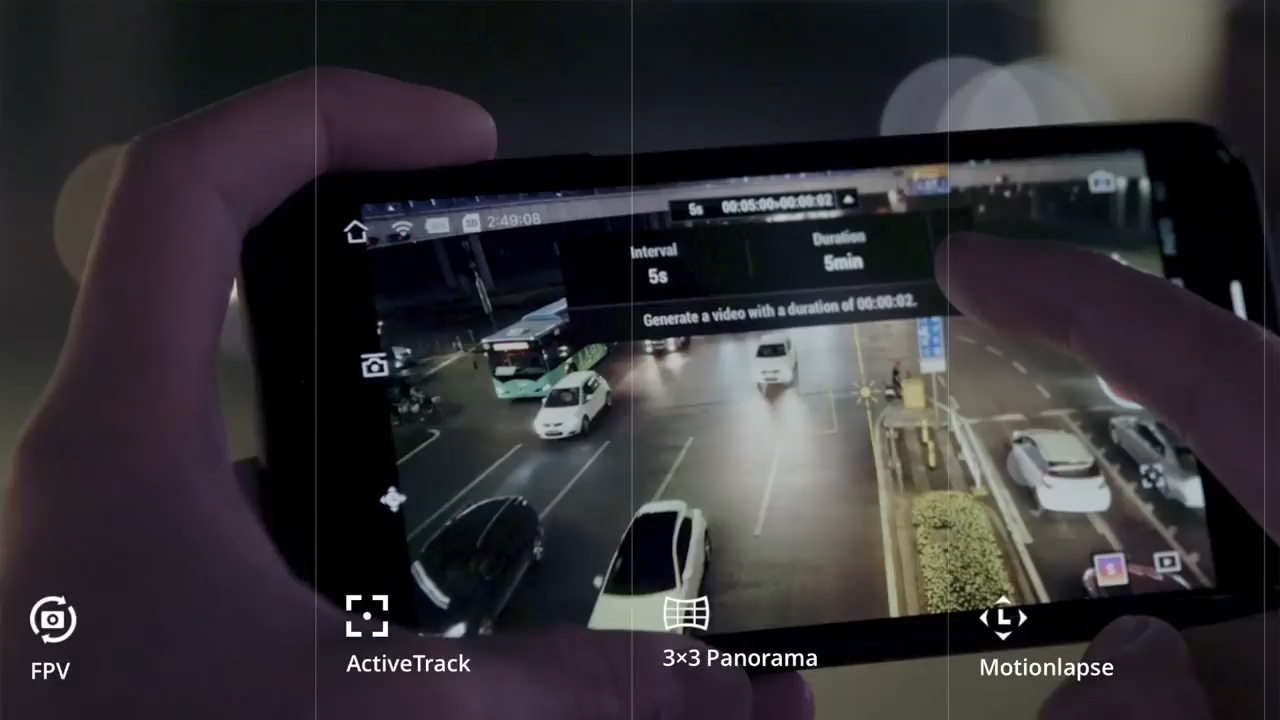 5s 00:05:00»00:00:02
2:49:08
Interval
Duration
5s
5min
Generate a video with a duration of 00:00:02.
L
FPV
ActiveTrack
3×3 Panorama
Motionlapse